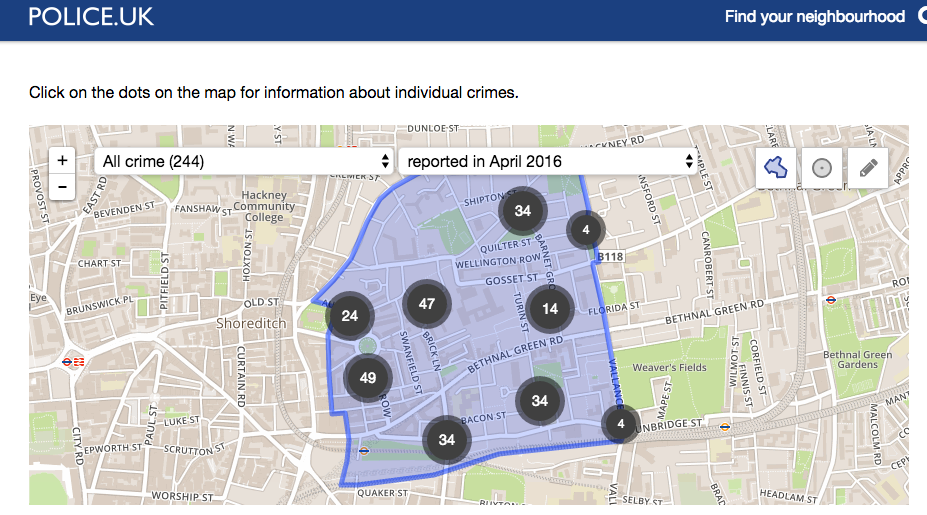 POLICE.UK
Find your neighbourhood
Click on the dots on the map for information about individual crimes.
+
-
All crime (244)
reported in April 2016
DUNLOE ST
PROVOST ST
EAST RD
BEVENDEN ST
FANSHAW ST
Hackney
Community
College
SHIPTON
34
4
QUILTER ST
BARNET GR
WELLINGTON ROW
GOSSET ST
B118
CANROBERT ST
CHART ST
PITFIELD ST
HOXTON ST
BRUNSWICK PL
OLD ST
Shoreditch
24
47
14
TURIN ST
FLORIDA ST
BETHNAL GREEN RD
BETHNAL GREEN RD
SWANFIELD ST
BRICK LN
CURTAIN RD
49
ROW
34
VALLANCE
Weaver's Fields
WILMOT ST
FINNIS ST
CORFIELD ST
Bethnal Green
Gardens
MAPE ST
PAUL ST
LUKE ST
CITY RD
EPWORTH ST
SCRUTTON ST
BACON ST
34
4
UNBRIDGE ST
MALCOLM RD
WORSHIP ST
QUAKER ST
SELBY ST
HEADLAM ST